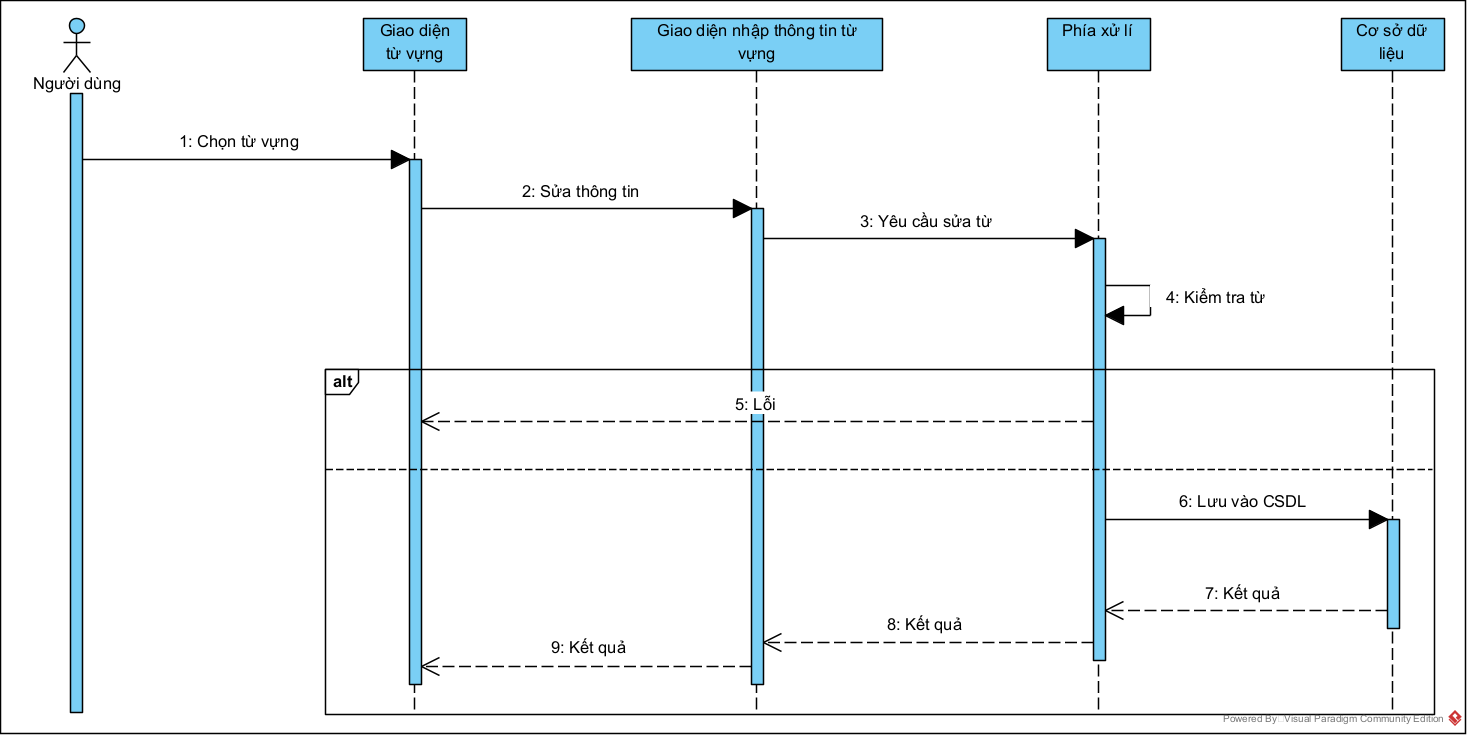 Người dùng
Giao diện
từ vựng
Giao diện nhập thông tin từ
vựng
Phía xử lí
Cơ sở dữ
liệu
1: Chọn từ vựng
2: Sửa thông tin
3: Yêu cầu sửa từ
4: Kiểm tra từ
alt
5: Lỗi
6: Lưu vào CSDL
7: Kết quả
8: Kết quả
9: Kết quả
Powered By Visual Paradigm Community Edition